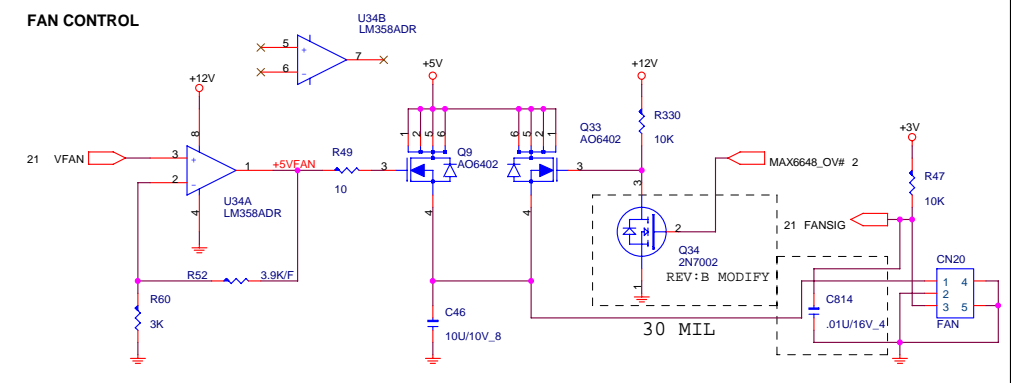 FAN CONTROL
U34B
LM358ADR
5
+
6
-
7
+5V
+12V
+12V
+3V
8
21 VFAN
3
+
2
-
1
4
+5VFAN
U34A
LM358ADR
R49
10
3
1
2
5
6
Q9
AO6402
4
6
5
2
1
Q33
AO6402
3
4
R330
10K
MAX6648_OV# 2
3
2
1
Q34
2N7002
REV:B MODIFY
R47
10K
21 FANSIG
R52
3.9K/F
R60
3K
C46
10U/10V_8
30 MIL
C814
.01U/16V_4
CN20
1 4
2
3 5
FAN